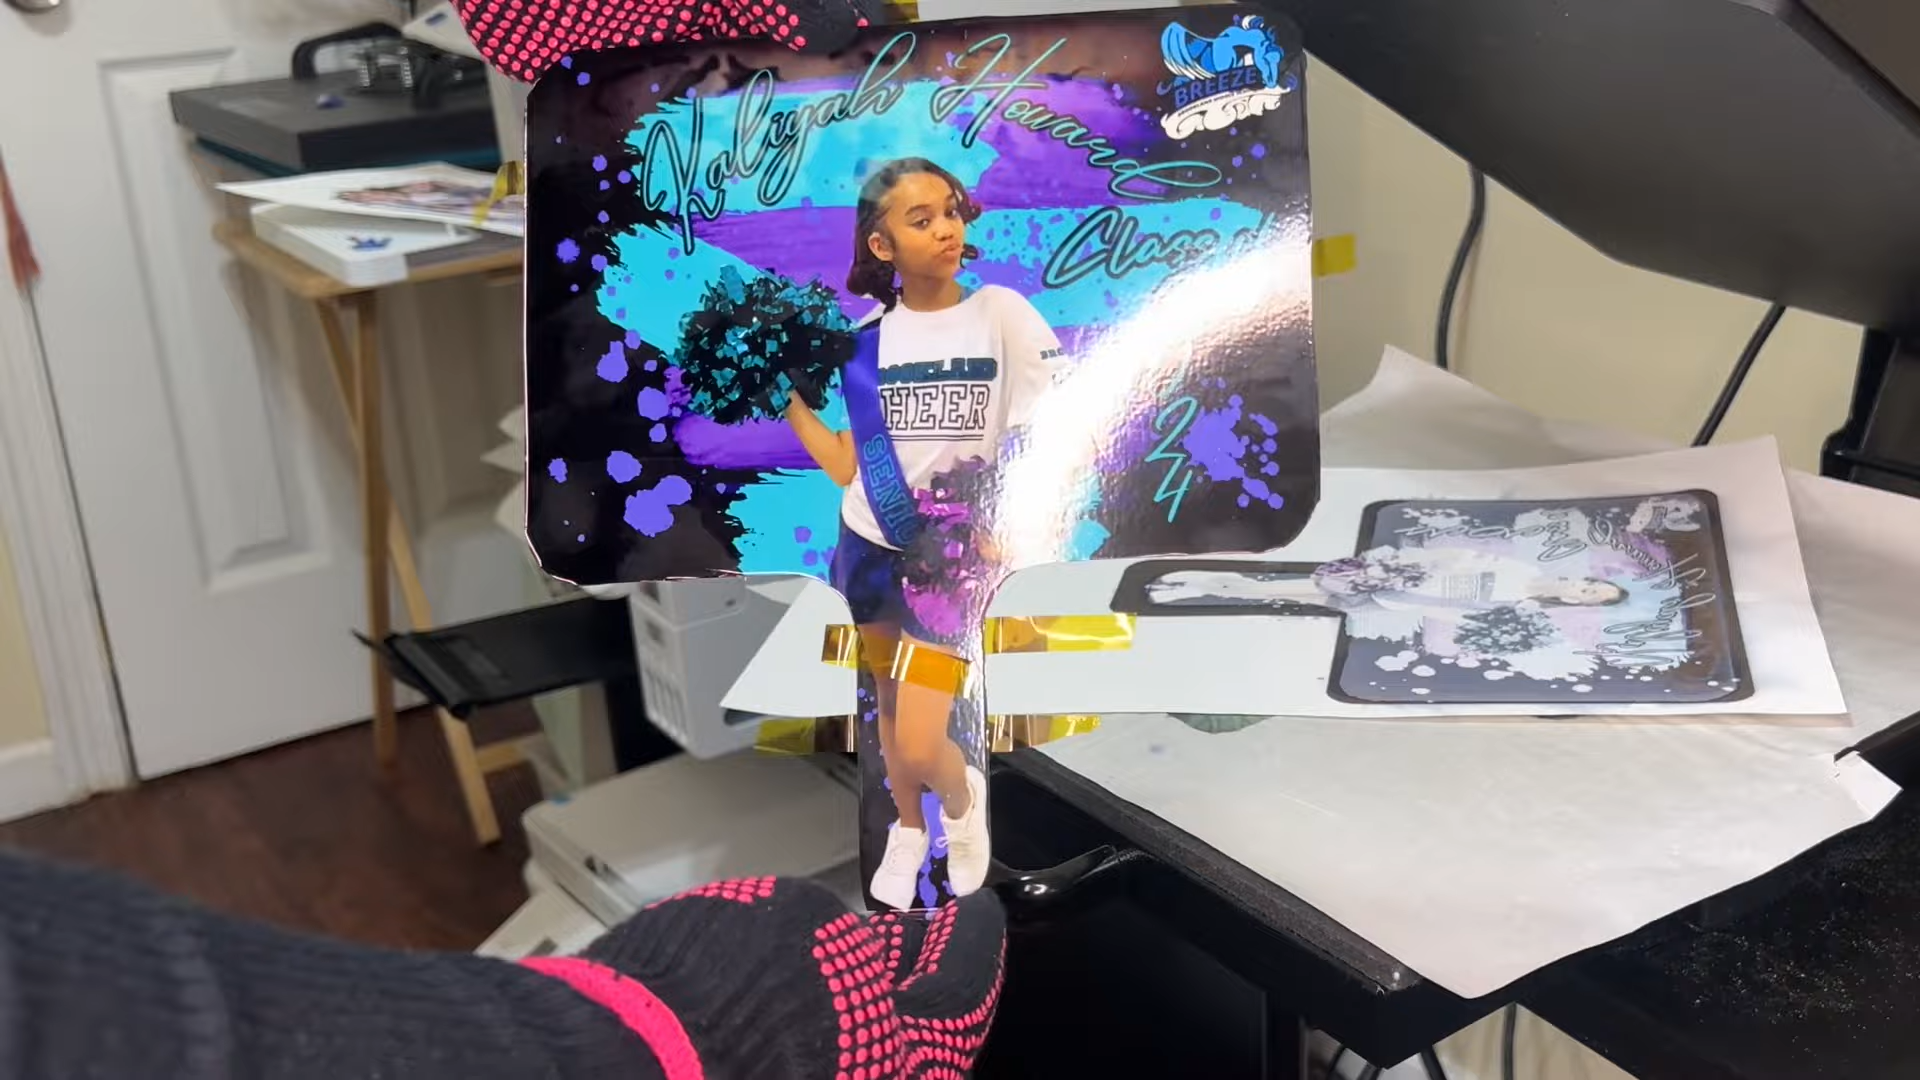 Kaliyah Howard
BREEZE
Class of
24
CHEER
SENIO